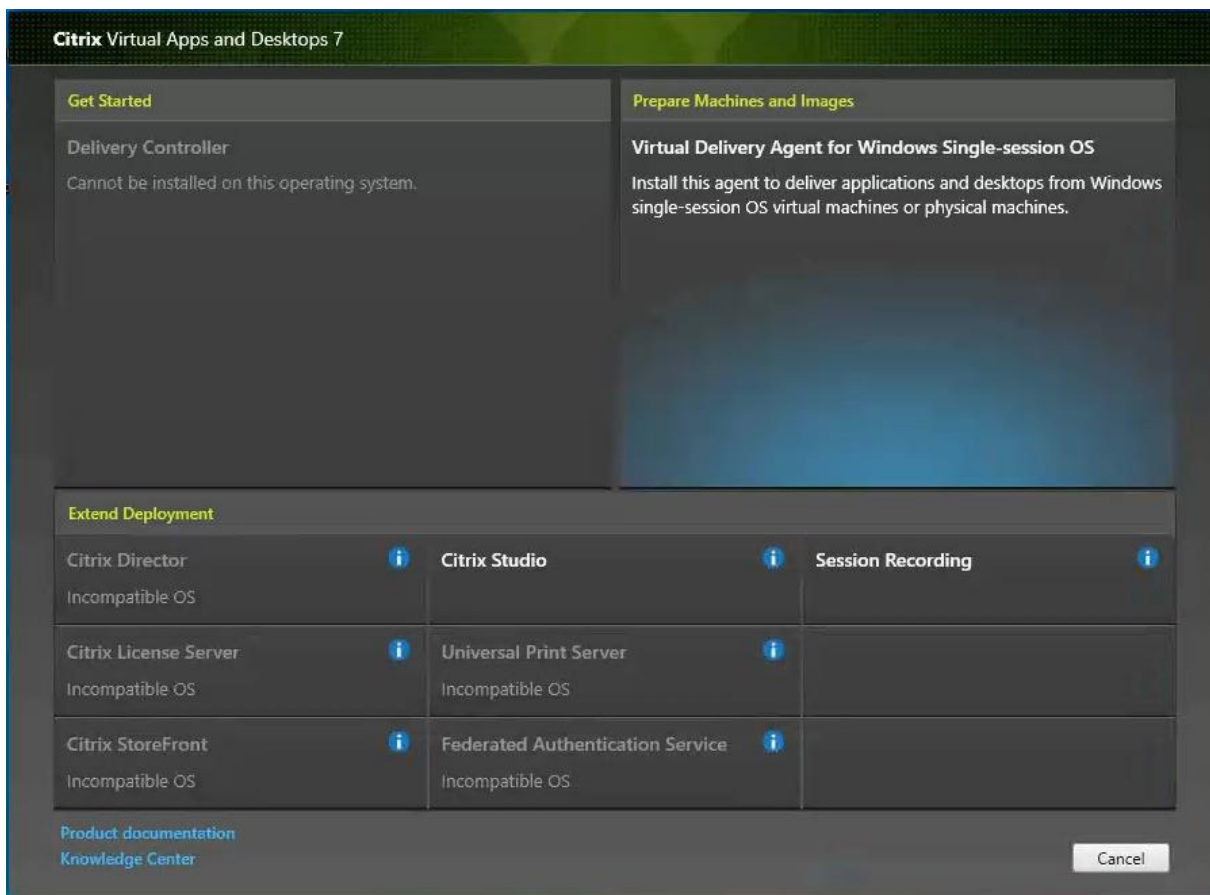 Citrix Virtual Apps and Desktops 7
Get Started
Delivery Controller
Cannot be installed on this operating system.
Prepare Machines and Images
Virtual Delivery Agent for Windows Single-session OS
Install this agent to deliver applications and desktops from Windows
single-session OS virtual machines or physical machines.
Extend Deployment
Citrix Director
Incompatible OS
Citrix Studio
Session Recording
Citrix License Server
Incompatible OS
Universal Print Server
Incompatible OS
Citrix StoreFront
Incompatible OS
Federated Authentication Service
Incompatible OS
Product documentation
Knowledge Center
Cancel